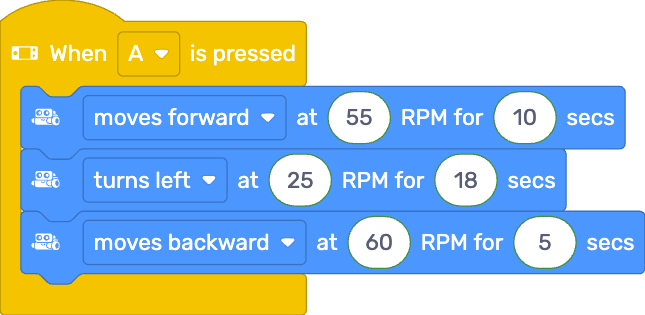 When A is pressed
moves forward at 55 RPM for 10 secs
turns left at 25 RPM for 18 secs
moves backward at 60 RPM for 5 secs